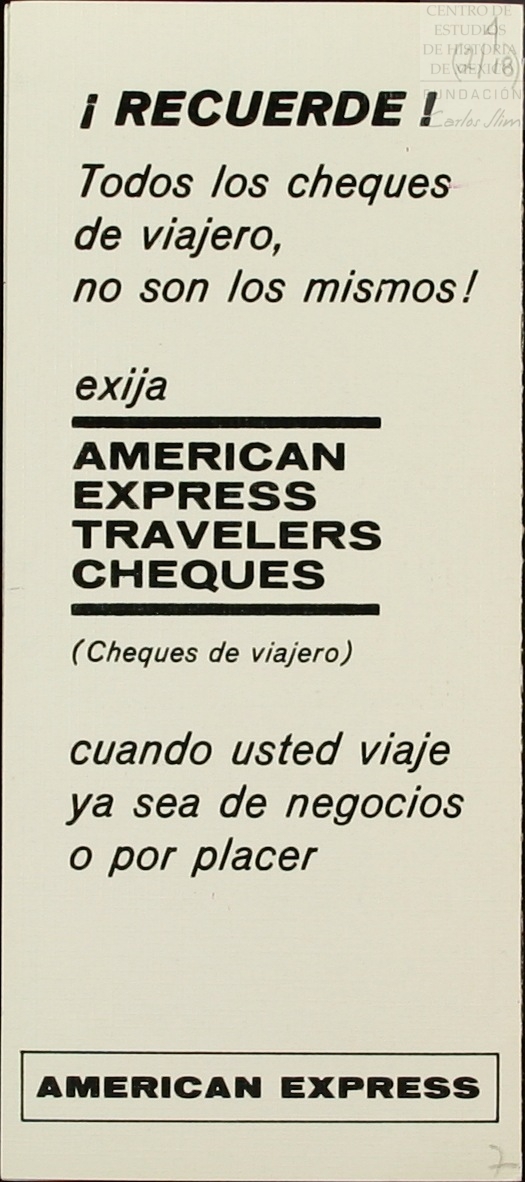 CENTRO DE
ESTUDIOS
DE HISTORIA
DE MÉXICO
FUNDACIÓN
Carlos Slim
¡ RECUERDE !
Todos los cheques
de viajero,
no son los mismos!
exija
AMERICAN
EXPRESS
TRAVELERS
CHEQUES
(Cheques de viajero)
cuando usted viaje
ya sea de negocios
o por placer
AMERICAN EXPRESS